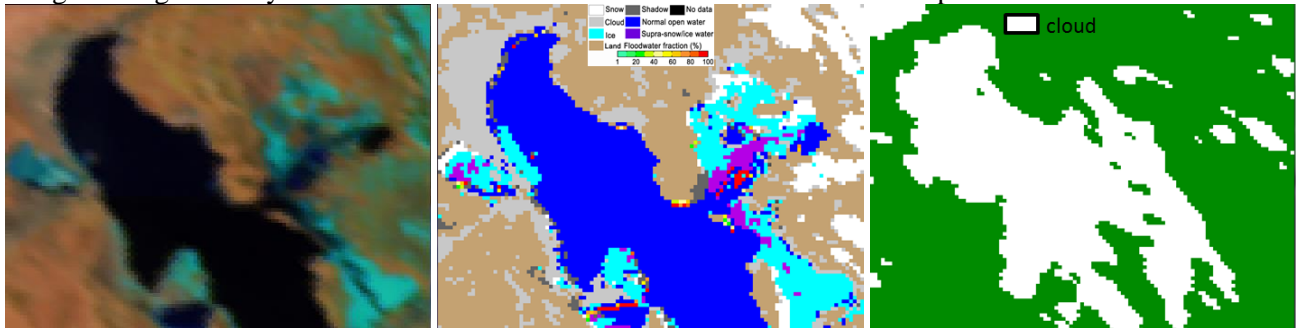 Snow Shadow No data
Cloud Normal open water
Ice Supra-snow/ice water
Land Floodwater fraction (%)
1 20 40 60 80 100
cloud